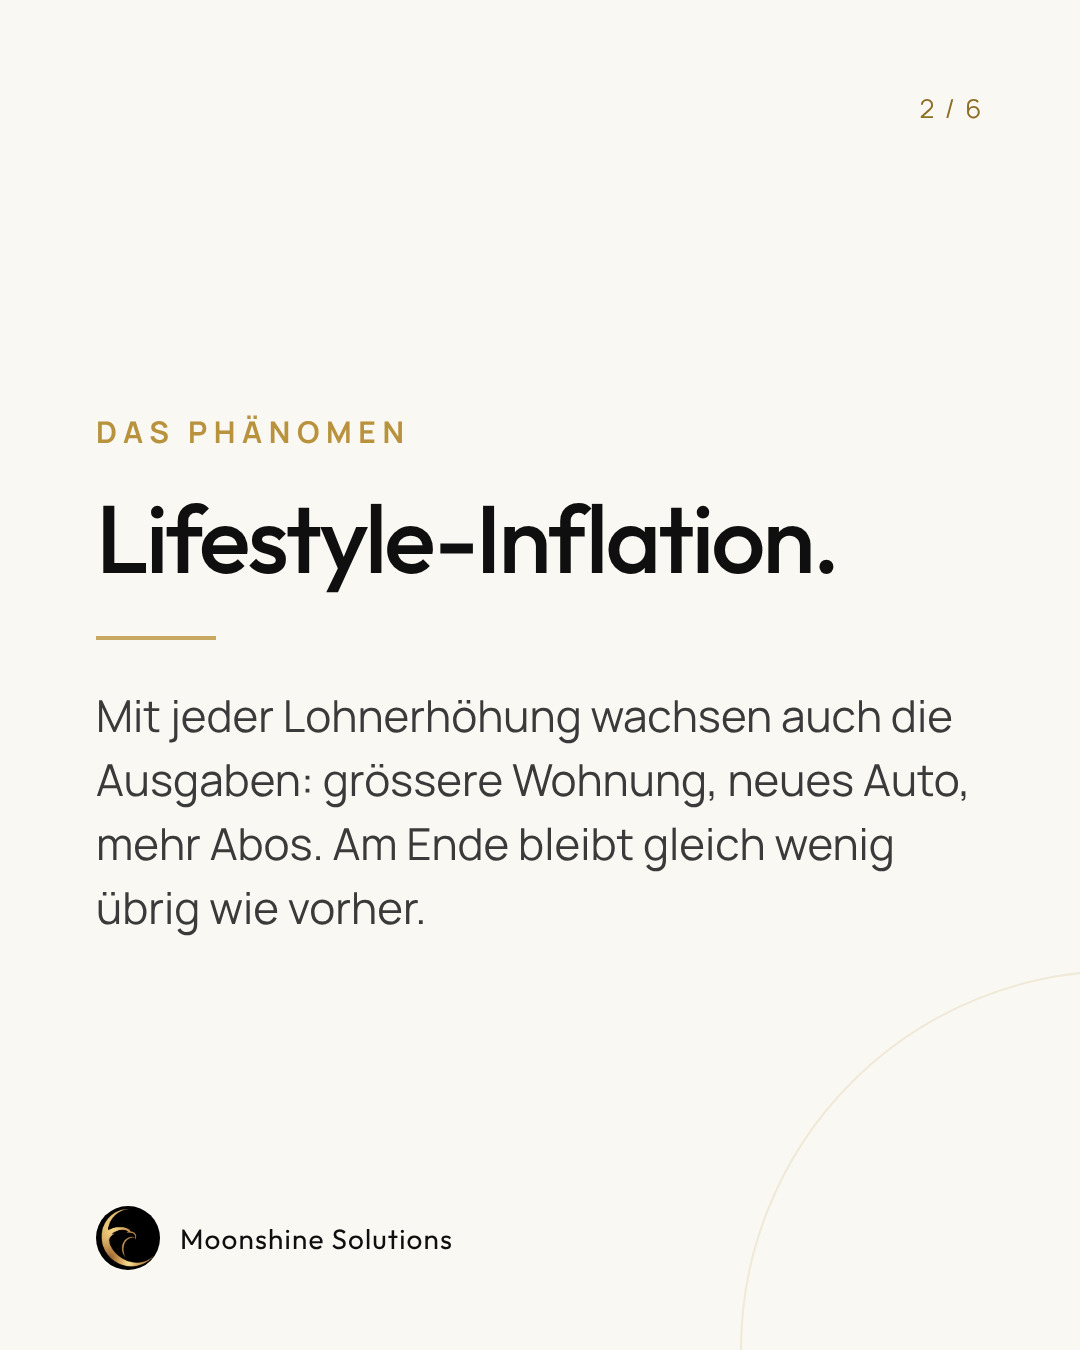 2 / 6
DAS PHÄNOMEN
Lifestyle-Inflation.
Mit jeder Lohnerhöhung wachsen auch die
Ausgaben: grössere Wohnung, neues Auto,
mehr Abos. Am Ende bleibt gleich wenig
übrig wie vorher.
Moonshine Solutions